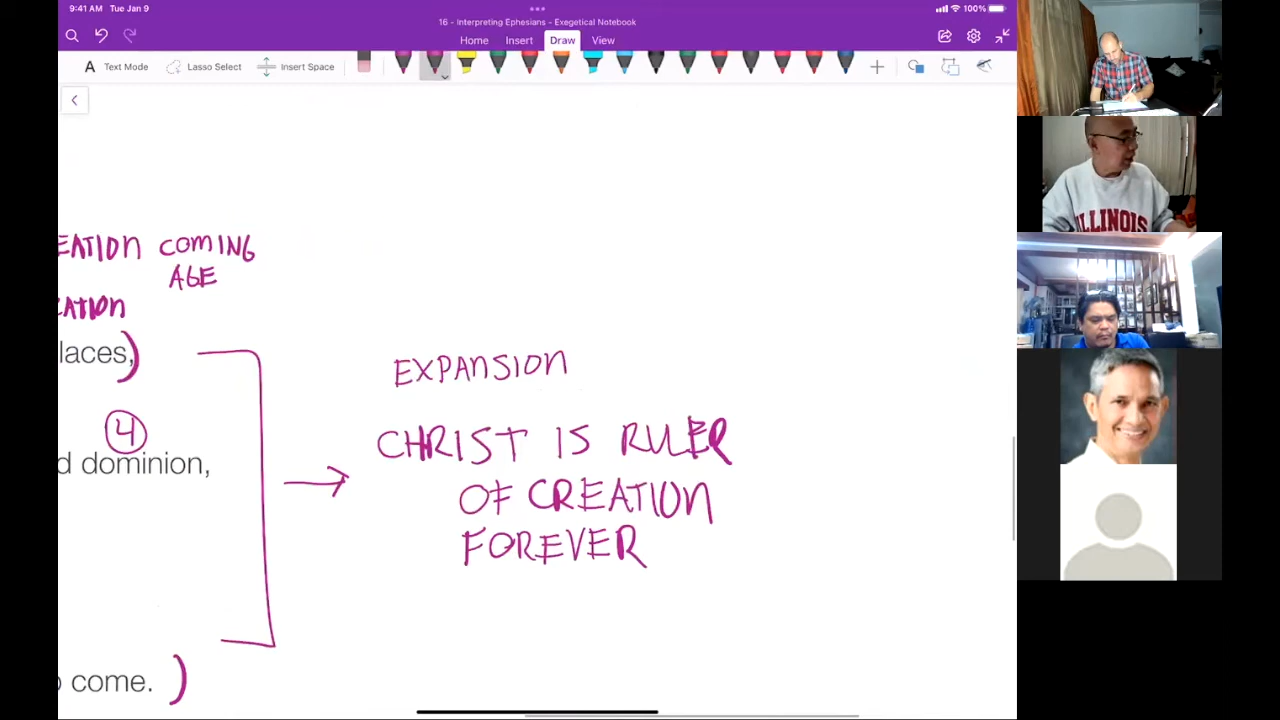 9:41 AM Tue Jan 9
100%
16 - Interpreting Ephesians - Exegetical Notebook
Home Insert Draw View
A Text Mode Lasso Select Insert Space
EATION COMING
AGE
EATION
laces,)
④
d dominion,
o come. )
EXPANSION
CHRIST IS RULER
OF CREATION
FOREVER
ILLINOIS